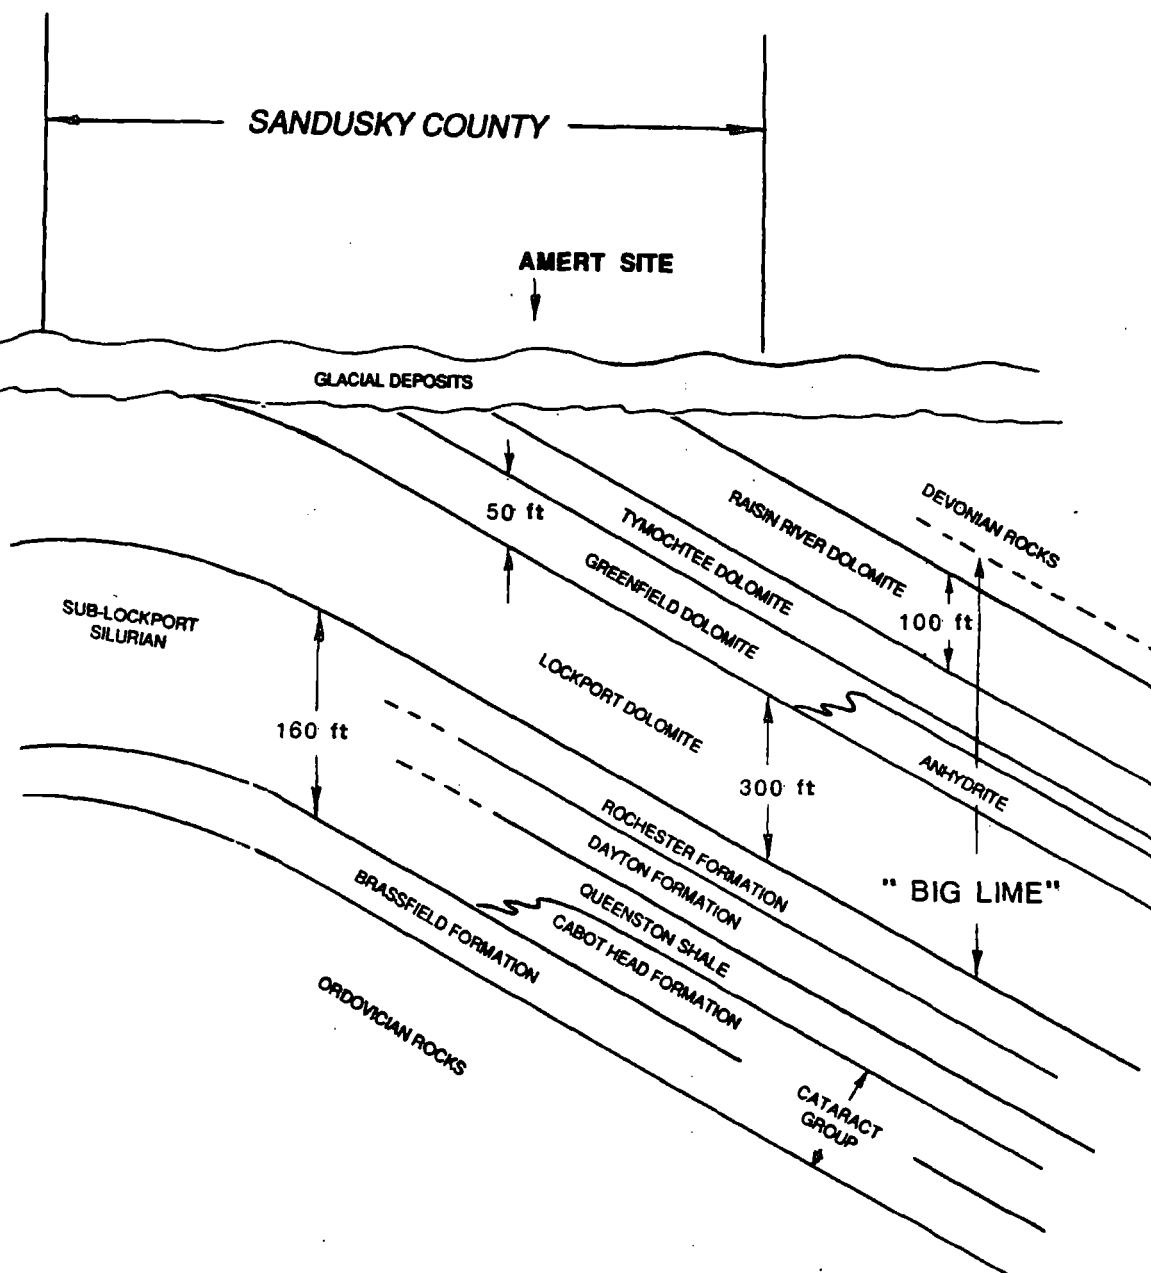 SANDUSKY COUNTY
AMERT SITE
GLACIAL DEPOSITS
DEVONIAN ROCKS
RAISIN RIVER DOLOMITE
50 ft
TYMOCHTEE DOLOMITE
GREENFIELD DOLOMITE
100 ft
SUB-LOCKPORT
SILURIAN
LOCKPORT DOLOMITE
160 ft
ANHYDRITE
300 ft
ROCHESTER FORMATION
DAYTON FORMATION
" BIG LIME"
QUEENSTON SHALE
BRASSFIELD FORMATION
CABOT HEAD FORMATION
ORDOVICIAN ROCKS
CATARACT
GROUP